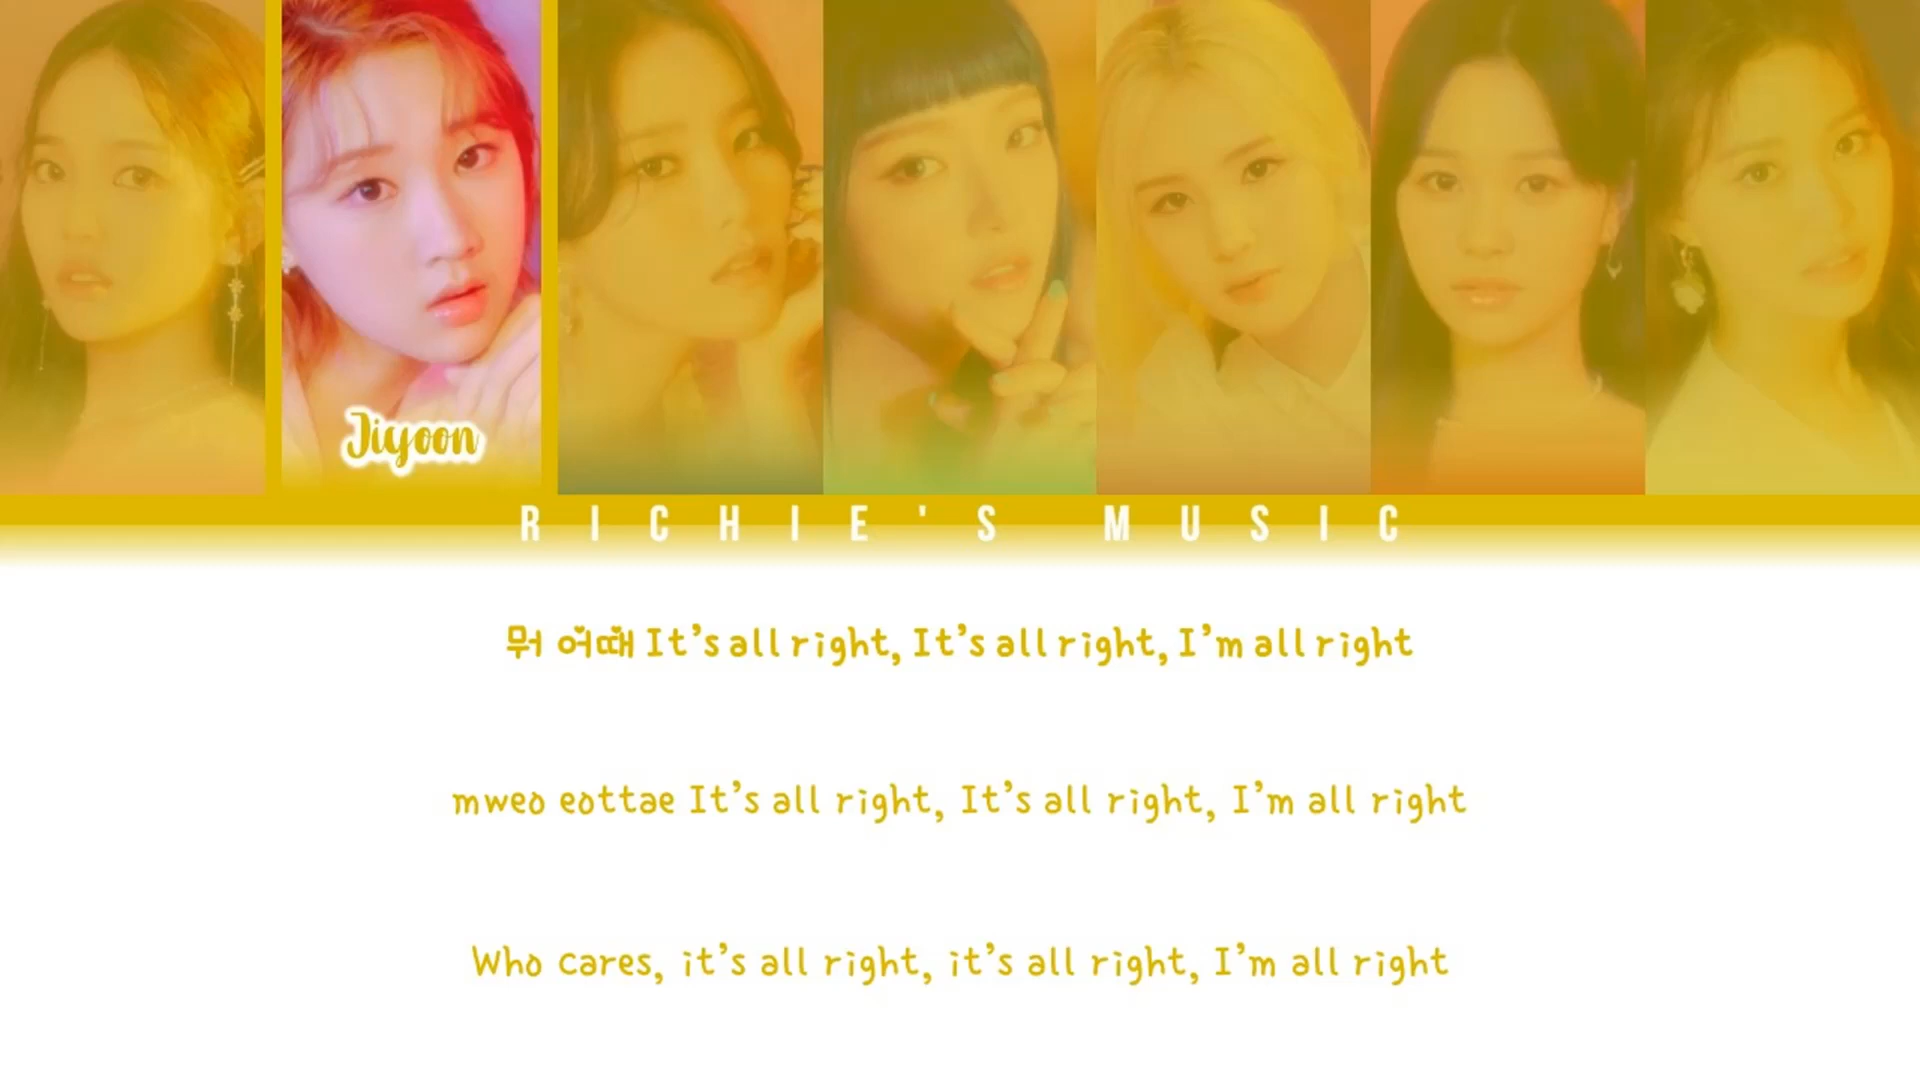 Jiyoon
RICHIE'S MUSIC
뭐 어때 It's all right, It's all right, I'm all right
mweo eottae It's all right, It's all right, I'm all right
Who cares, it's all right, it's all right, I'm all right